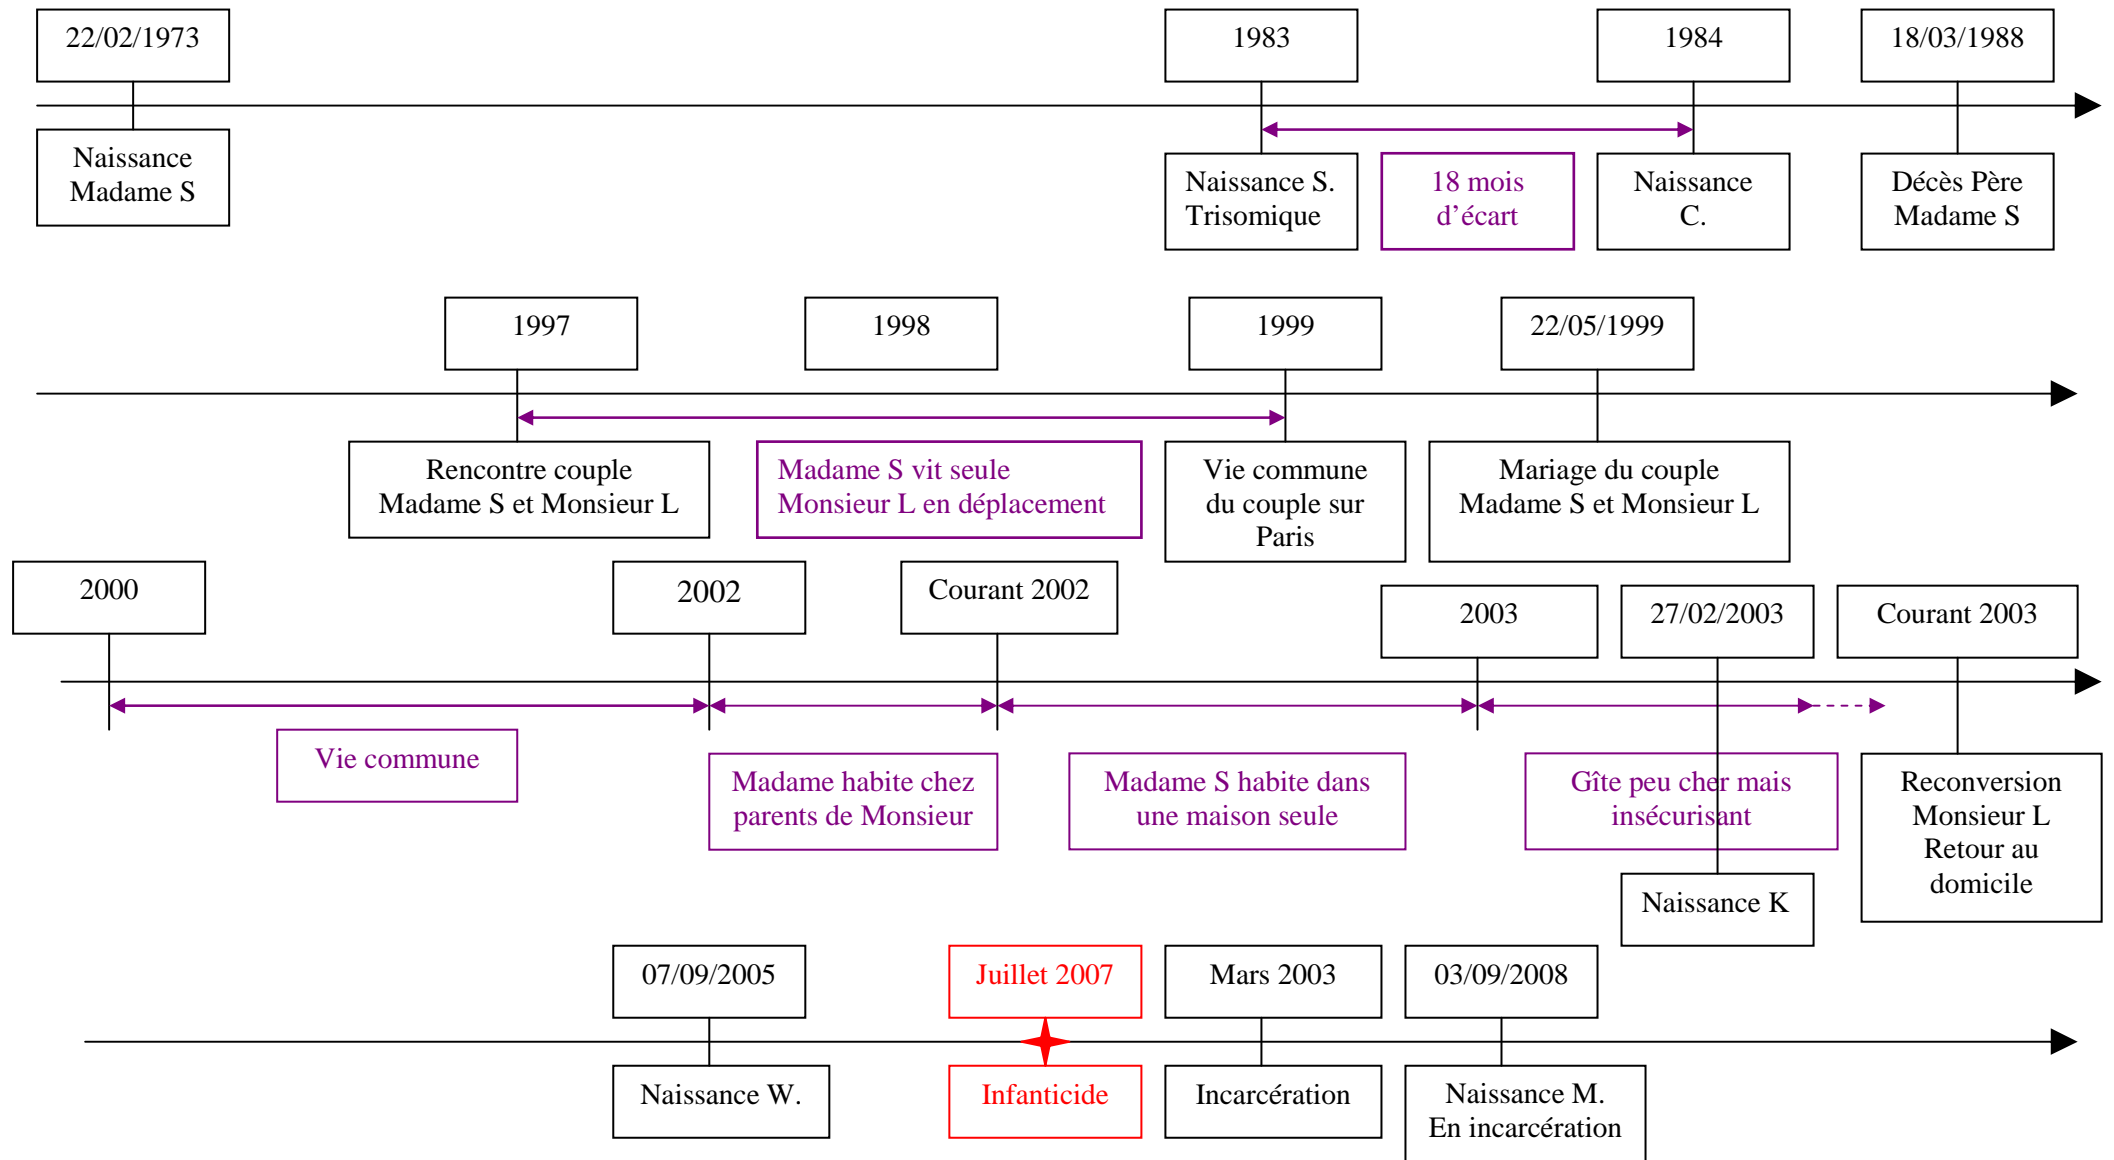 22/02/1973
1983
1984
18/03/1988
Naissance
Madame S
Naissance S.
Trisomique
18 mois
d’écart
Naissance
C.
Décès Père
Madame S
1997
1998
1999
22/05/1999
Rencontre couple
Madame S et Monsieur L
Madame S vit seule
Monsieur L en déplacement
Vie commune
du couple sur
Paris
Mariage du couple
Madame S et Monsieur L
2000
2002
Courant 2002
2003
27/02/2003
Courant 2003
Vie commune
Madame habite chez
parents de Monsieur
Madame S habite dans
une maison seule
Gîte peu cher mais
insécurisant
Reconversion
Monsieur L
Retour au
domicile
Naissance K
07/09/2005
Juillet 2007
Mars 2003
03/09/2008
Naissance W.
Infanticide
Incarcération
Naissance M.
En incarcération